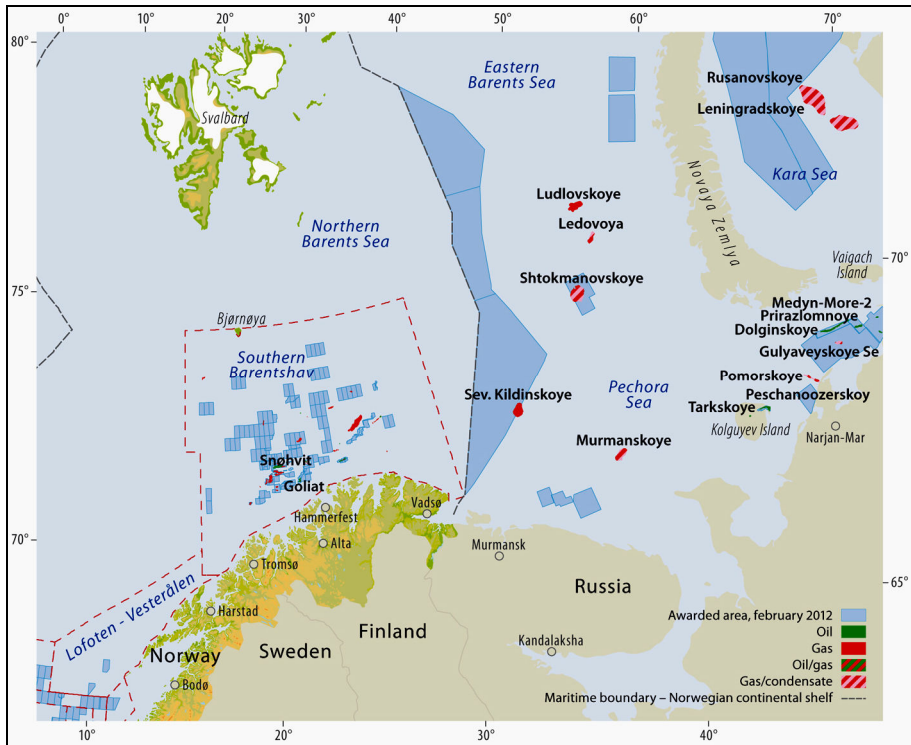 0°
10°
20°
30°
40°
50°
60°
70°
80°
Eastern
Barents Sea
Rusanovskoye
Leningradskoye
Svalbard
Kara Sea
Novaya Zemlya
Ludlovskoye
Ledovoya
Northern
Barents Sea
70°
Vaigach
Island
Shtokmanovskoye
75°
Medyn-More-2
Prirazlomnoye
Dolginskoye
Bjørnøya
Gulyaveyskoye Se
Southern
Barentshav
Pomorskoye
Pechora
Sea
Sev. Kildinskoye
Peschanoozerskoy
Tarkskoye
Kolguyev Island
Narjan-Mar
Murmanskoye
Snøhvit
Goliat
Vadsø
Hammerfest
70°
Alta
Murmansk
Tromsø
65°
Russia
Lofoten - Vesterålen
Harstad
Awarded area, february 2012
Oil
Finland
Gas
Kandalaksha
Norway
Sweden
Oil/gas
Gas/condensate
Bodø
Maritime boundary – Norwegian continental shelf
10°
20°
30°
40°